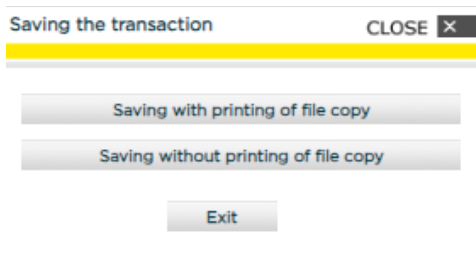 Saving the transaction
CLOSE X
Saving with printing of file copy
Saving without printing of file copy
Exit